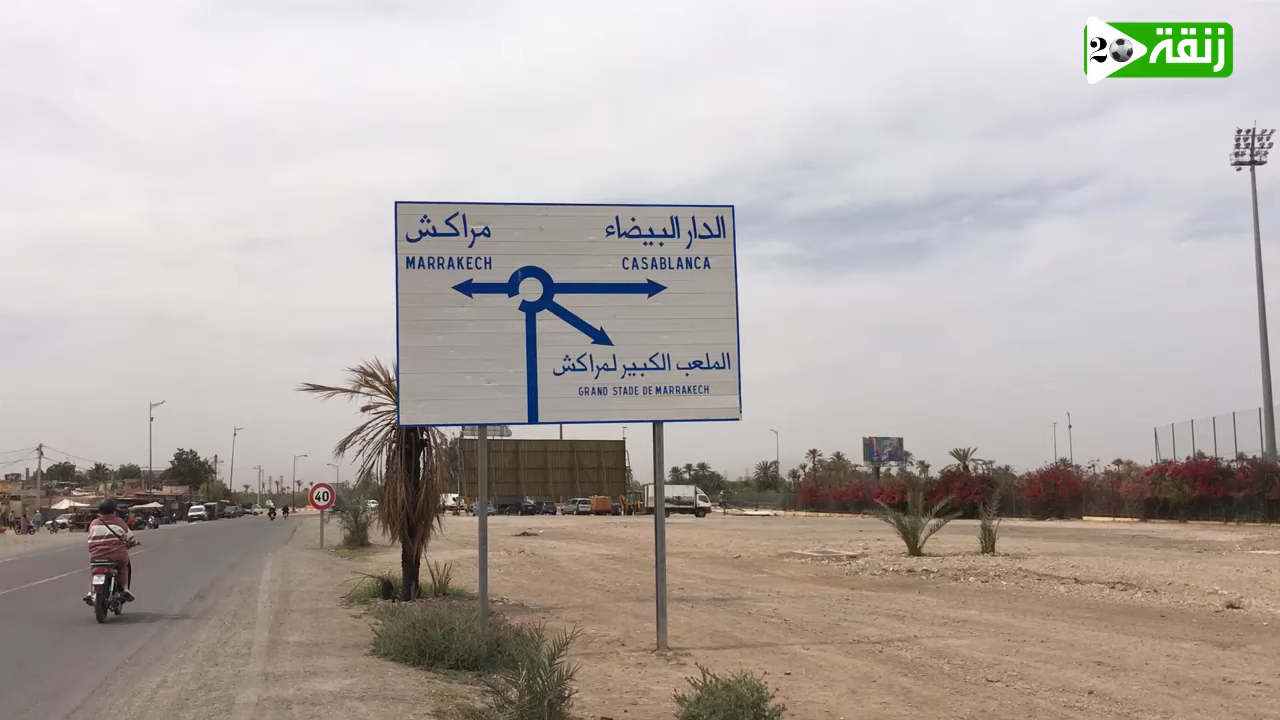 زنقة 20
مراكش
الدار البيضاء
MARRAKECH
CASABLANCA
الملعب الكبير لمراكش
GRAND STADE DE MARRAKECH
40